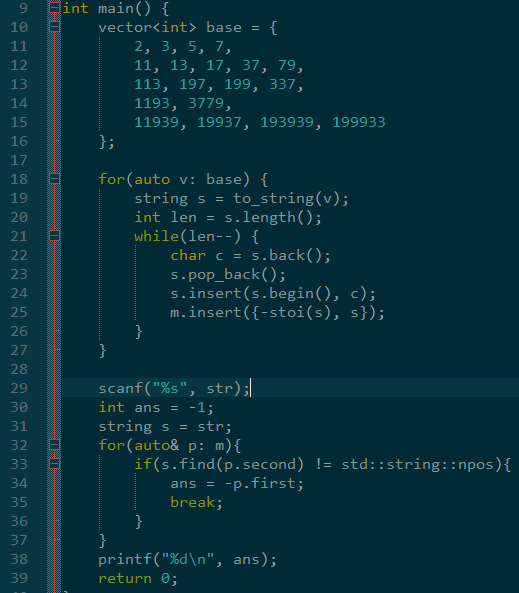 9 int main() {
10     vector<int> base = {
11         2, 3, 5, 7,
12         11, 13, 17, 37, 79,
13         113, 197, 199, 337,
14         1193, 3779,
15         11939, 19937, 193939, 199933
16     };
17
18     for(auto v: base) {
19         string s = to_string(v);
20         int len = s.length();
21         while(len--) {
22             char c = s.back();
23             s.pop_back();
24             s.insert(s.begin(), c);
25             m.insert({-stoi(s), s});
26         }
27     }
28
29     scanf("%s", str);
30     int ans = -1;
31     string s = str;
32     for(auto& p: m){
33         if(s.find(p.second) != std::string::npos){
34             ans = -p.first;
35             break;
36         }
37     }
38     printf("%d\n", ans);
39     return 0;